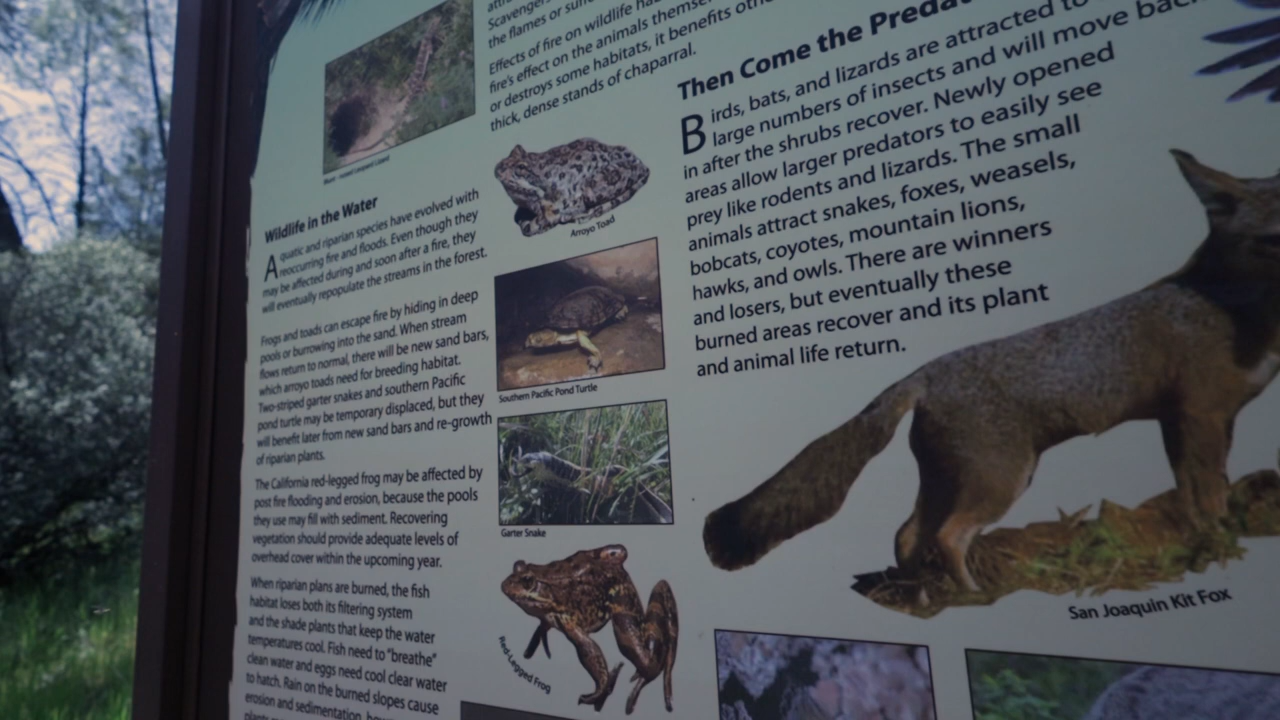 Scavengers
the flames or
Effects of fire on wildlife
fire's effect on the animals
or destroys some habitats, it benefits
thick, dense stands of chaparral.
Wildlife in the Water
Aquatic and riparian species have evolved with
reoccurring fire and floods. Even though they
may be affected during and soon after a fire, they
will eventually repopulate the streams in the forest.
Frogs and toads can escape fire by hiding in deep
pools or burrowing into the sand. When stream
flows return to normal, there will be new sand bars,
which arroyo toads need for breeding habitat.
Two-striped garter snakes and southern Pacific
pond turtle may be temporary displaced, but they
will benefit later from new sand bars and re-growth
of riparian plants.
The California red-legged frog may be affected by
post fire flooding and erosion, because the pools
they use may fill with sediment. Recovering
vegetation should provide adequate levels of
overhead cover within the upcoming year.
When riparian plans are burned, the fish
habitat loses both its filtering system
and the shade plants that keep the water
temperatures cool. Fish need to "breathe"
clean water and eggs need cool clear water
to hatch. Rain on the burned slopes cause
erosion and sedimentation,
Arroyo Toad
Southern Pacific Pond Turtle
Garter Snake
Red-Legged Frog
Then Come the
Birds, bats, and lizards are attracted to
large numbers of insects and will move back
in after the shrubs recover. Newly opened
areas allow larger predators to easily see
prey like rodents and lizards. The small
animals attract snakes, foxes, weasels,
bobcats, coyotes, mountain lions,
hawks, and owls. There are winners
and losers, but eventually these
burned areas recover and its plant
and animal life return.
San Joaquin Kit Fox